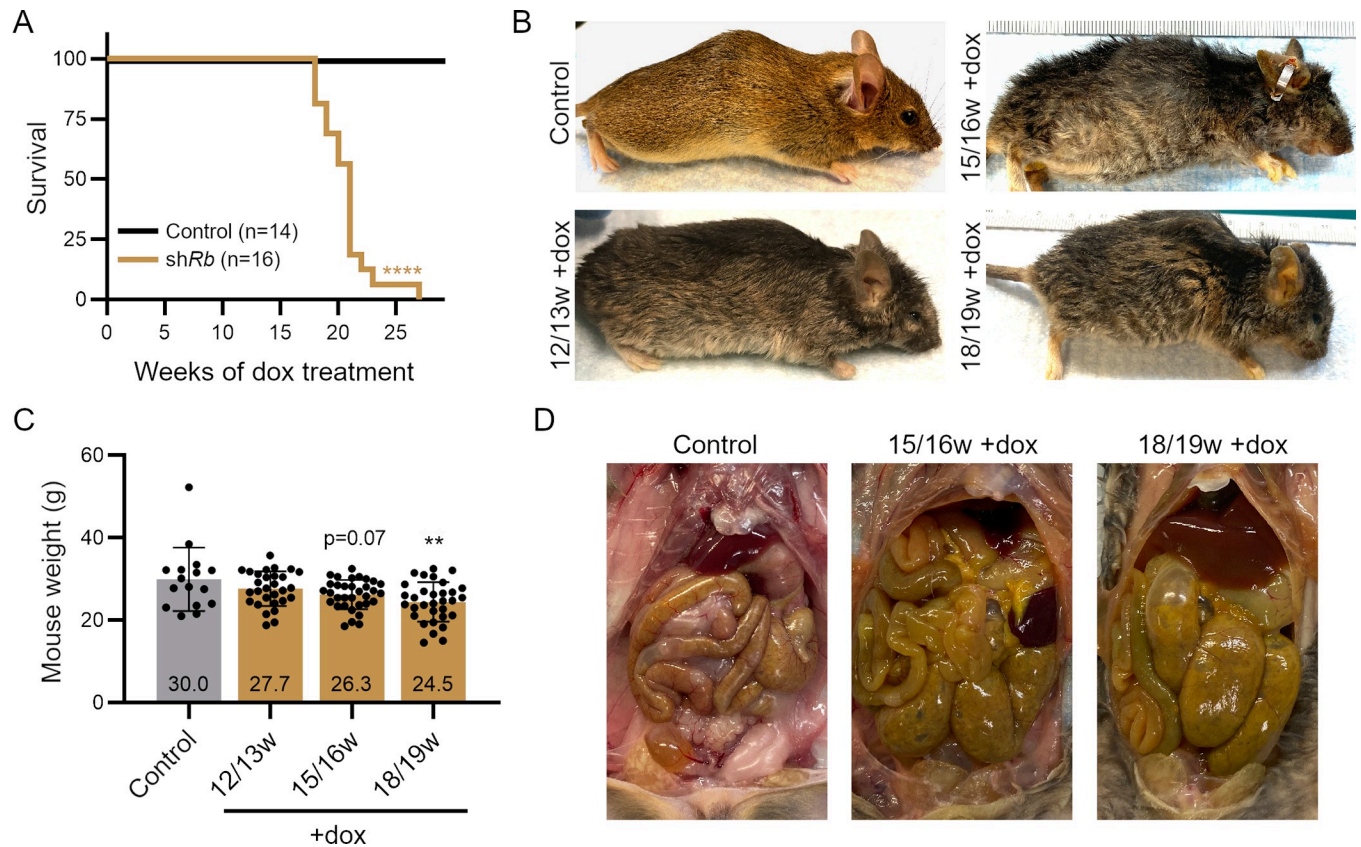 A
Survival
100
75
50
25
0
Control (n=14)
shRb (n=16)
****
0 5 10 15 20 25
Weeks of dox treatment
B
Control
15/16w +dox
12/13w +dox
18/19w +dox
C
Mouse weight (g)
60
40
20
0
p=0.07
**
30.0 27.7 26.3 24.5
Control 12/13w 15/16w 18/19w
+dox
D
Control 15/16w +dox 18/19w +dox